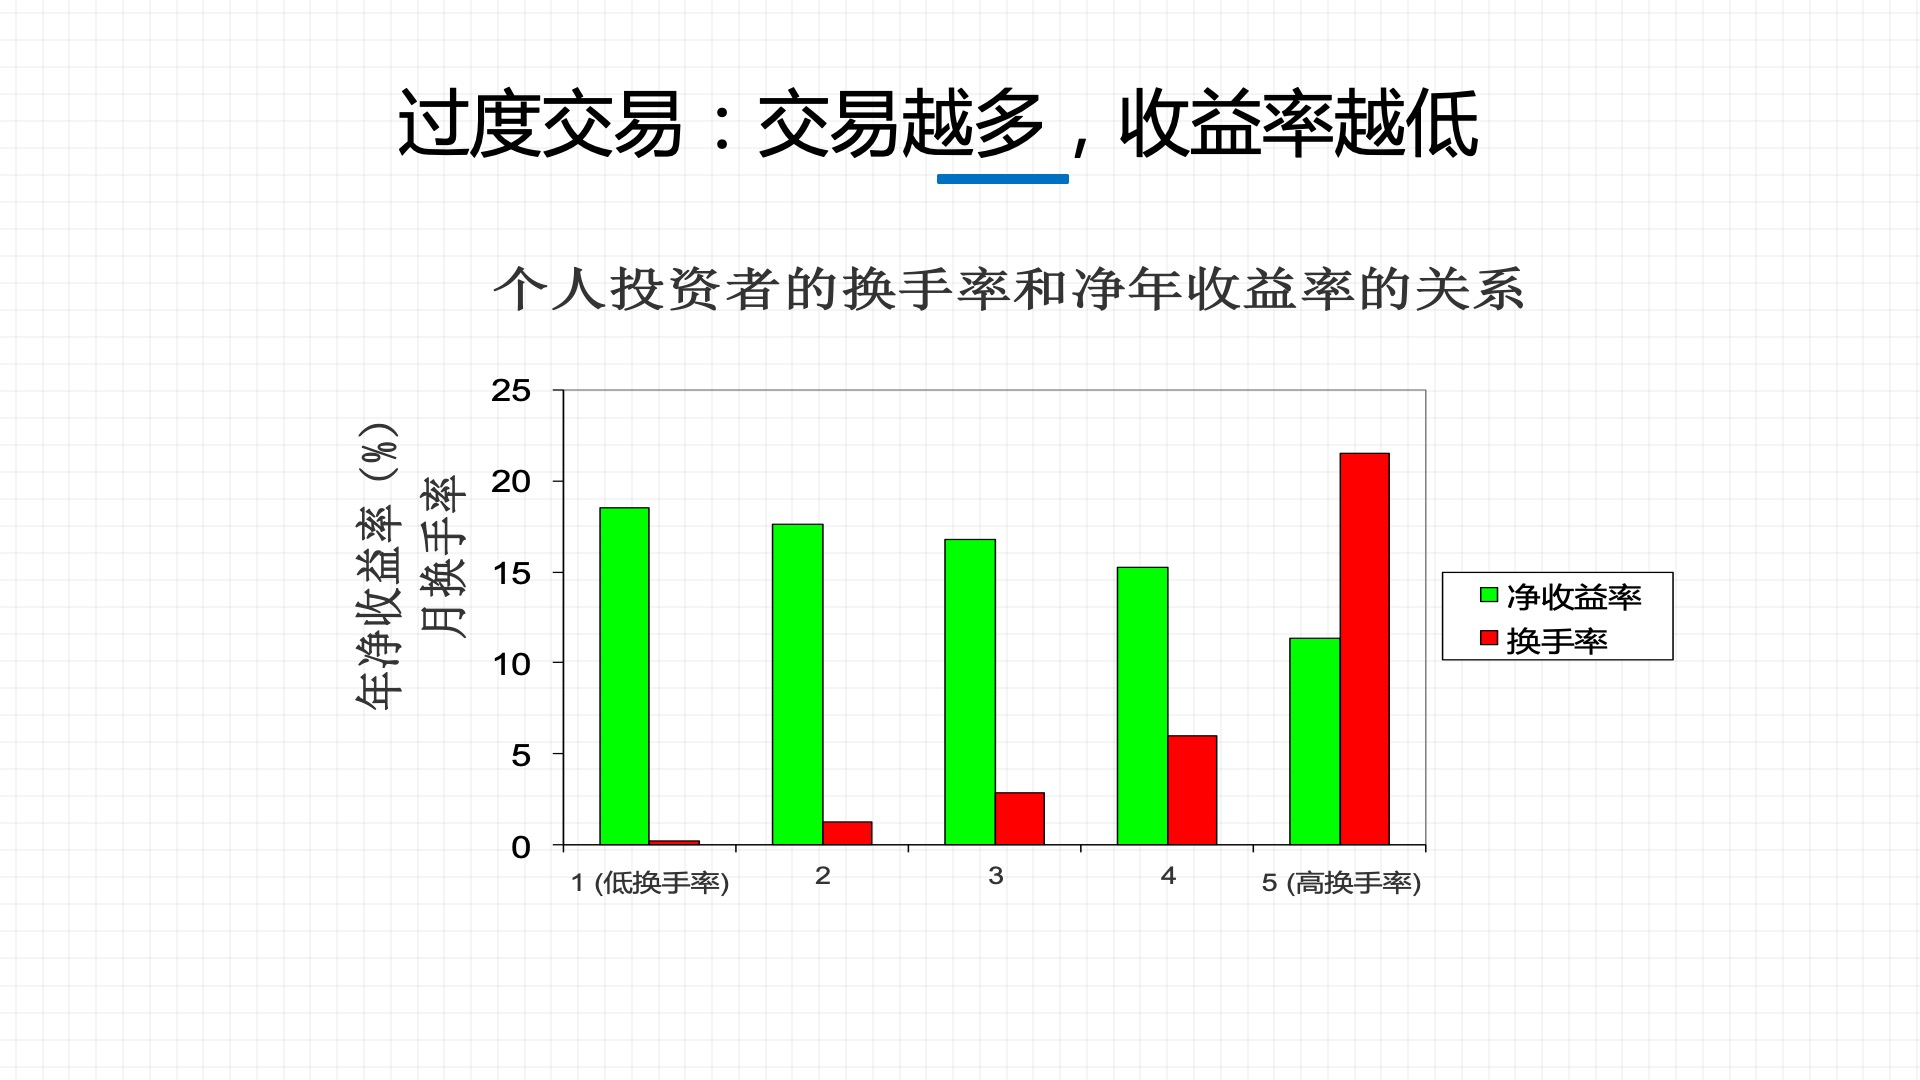 过度交易：交易越多，收益率越低
个人投资者的换手率和净年收益率的关系
年净收益率（%）
月换手率
25
20
15
10
5
0
1 (低换手率)
2
3
4
5 (高换手率)
净收益率
换手率